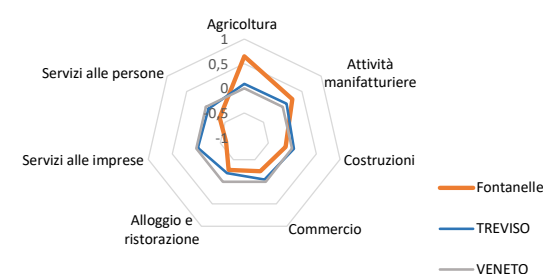 Agricoltura
1
0,5
0
-0,5
-1
Attività
manifatturiere
Costruzioni
Commercio
Alloggio e
ristorazione
Servizi alle imprese
Servizi alle persone
Fontanelle
TREVISO
VENETO